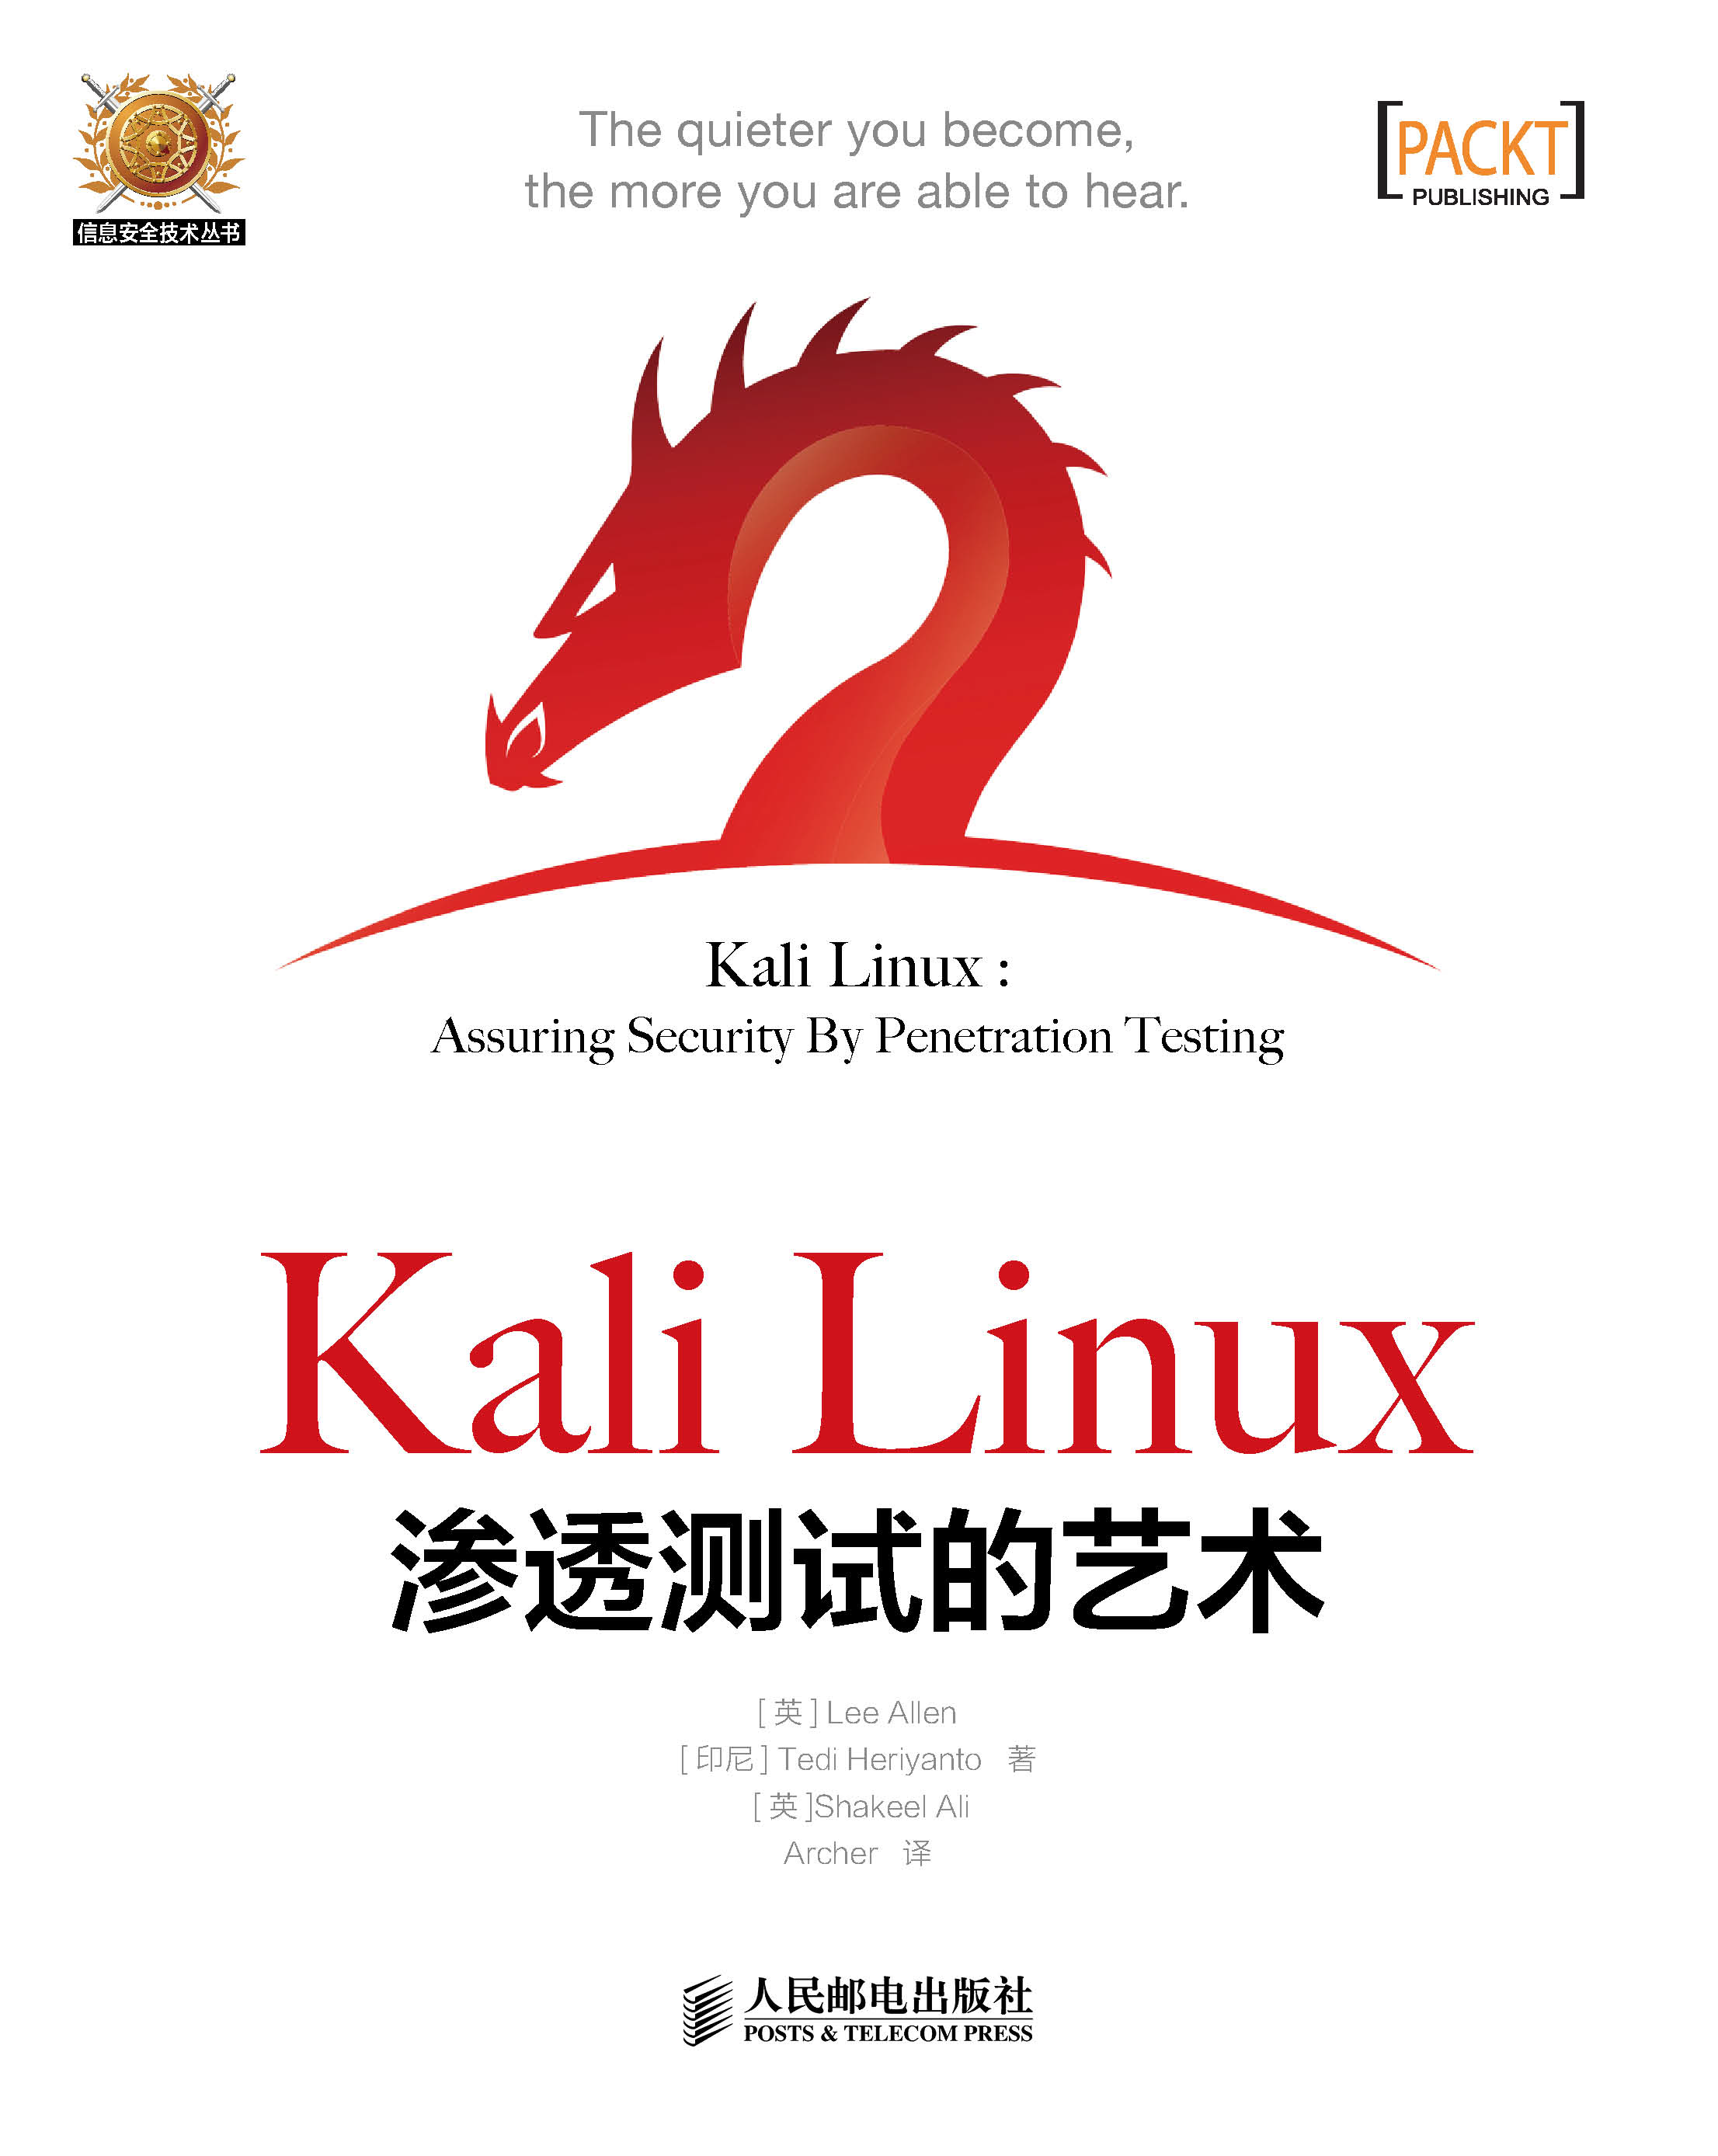 The quieter you become,
the more you are able to hear.
PACKT
PUBLISHING
信息安全技术丛书
Kali Linux :
Assuring Security By Penetration Testing
Kali Linux
渗透测试的艺术
[ 英 ] Lee Allen
[ 印尼 ] Tedi Heriyanto 著
[ 英 ]Shakeel Ali
Archer 译
人民邮电出版社
POSTS & TELECOM PRESS